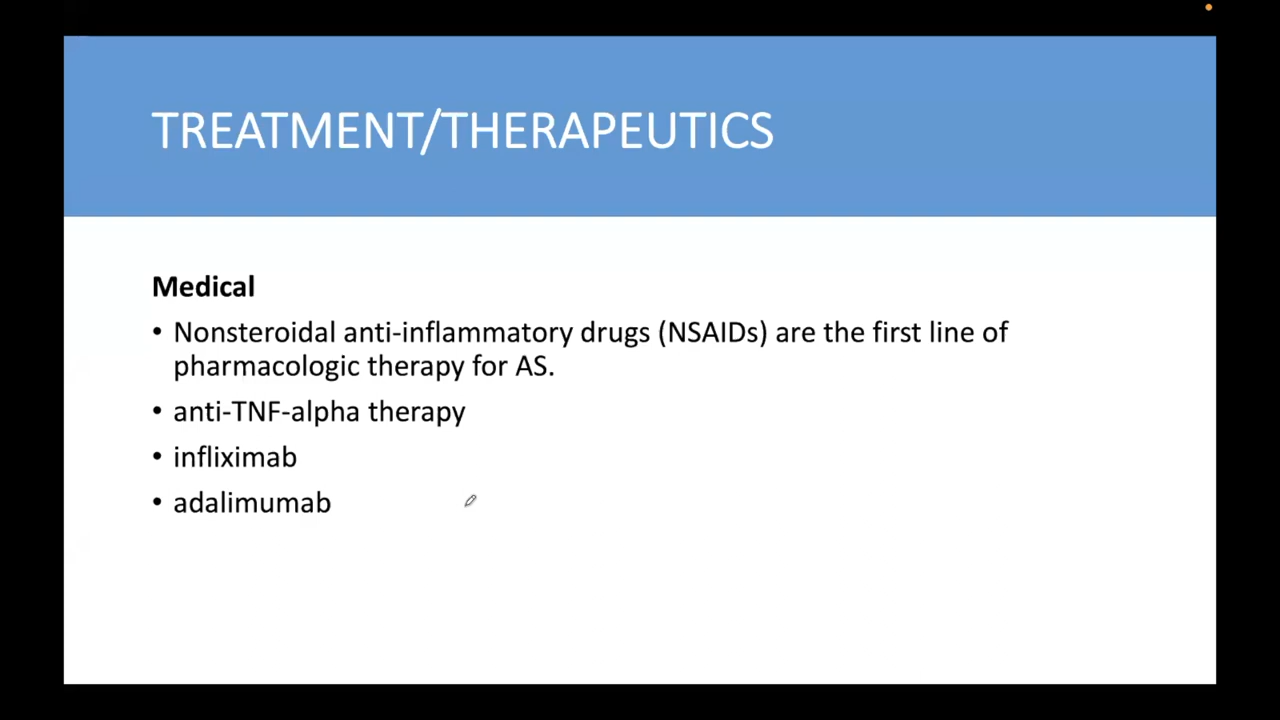 TREATMENT/THERAPEUTICS
Medical
• Nonsteroidal anti-inflammatory drugs (NSAIDs) are the first line of
pharmacologic therapy for AS.
• anti-TNF-alpha therapy
• infliximab
• adalimumab